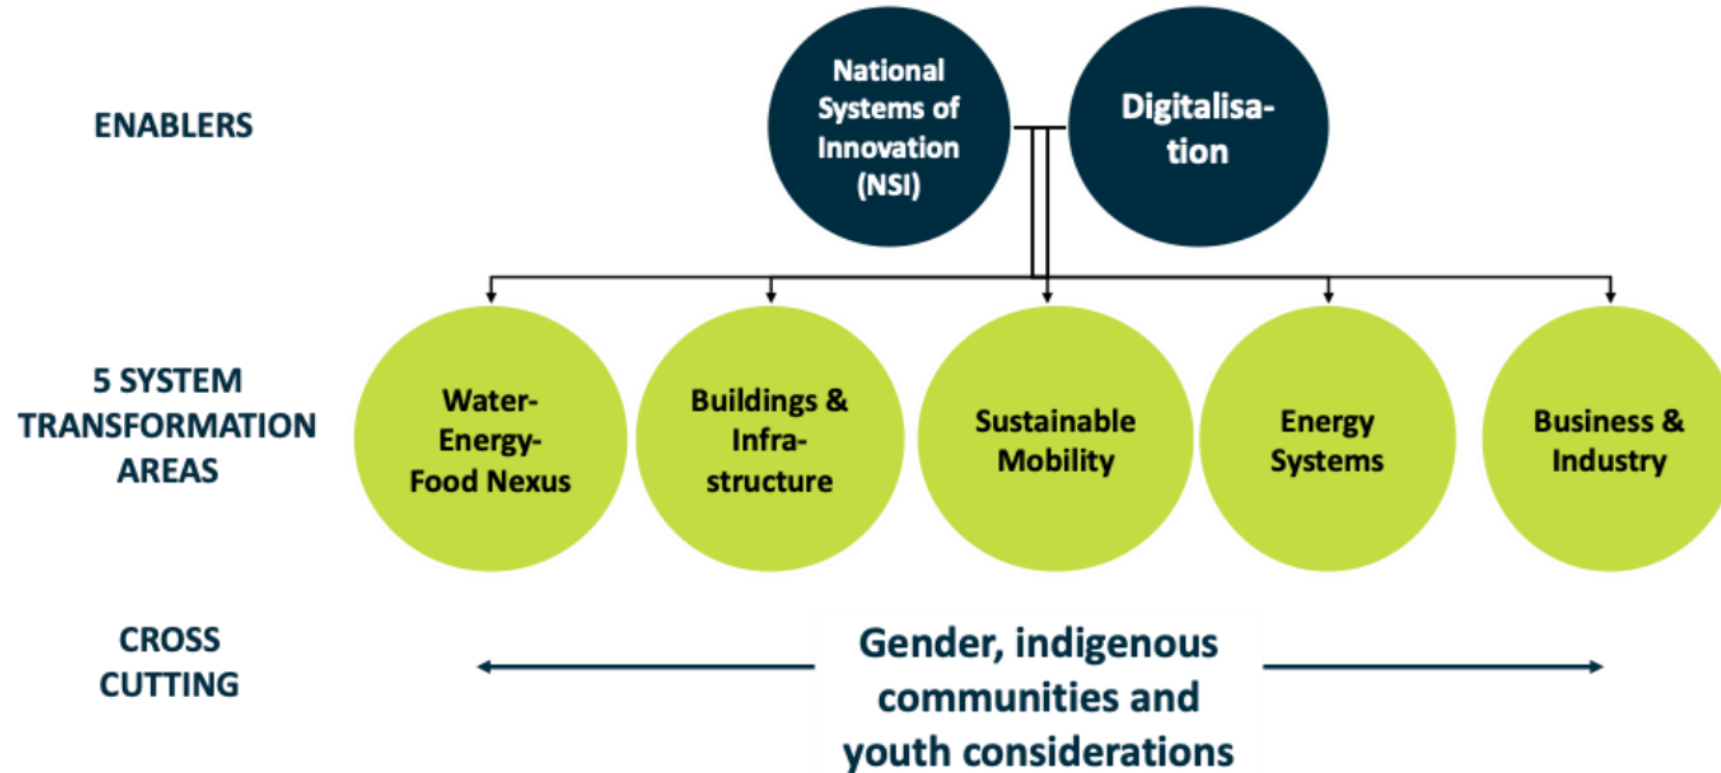 ENABLERS
National
Systems of
Innovation
(NSI)
Digitalisa-
tion
5 SYSTEM
TRANSFORMATION
AREAS
Water-
Energy-
Food Nexus
Buildings &
Infra-
structure
Sustainable
Mobility
Energy
Systems
Business &
Industry
CROSS
CUTTING
Gender, indigenous
communities and
youth considerations